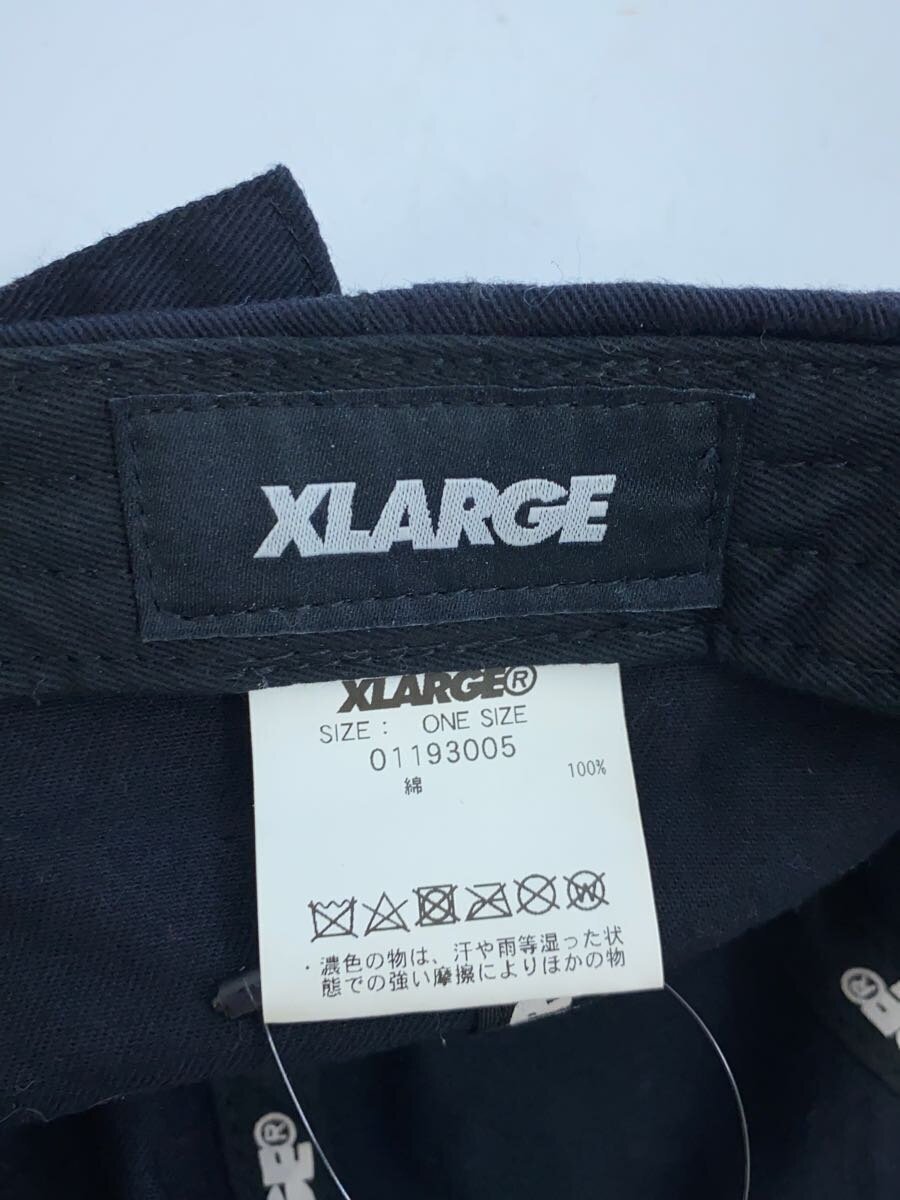 XLARGE
XLARGE®
SIZE : ONE SIZE
01193005
綿 100%
W
・濃色の物は、汗や雨等湿った状
態での強い摩擦によりほかの物